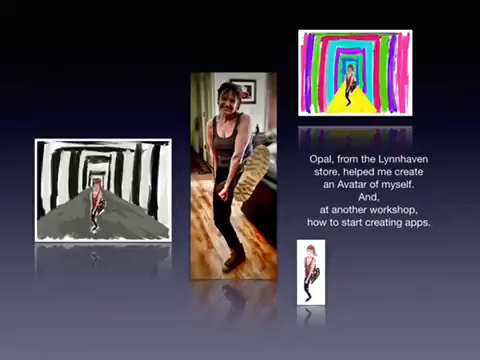 Opal, from the Lynnhaven
store, helped me create
an Avatar of myself.
And,
at another workshop,
how to start creating apps.